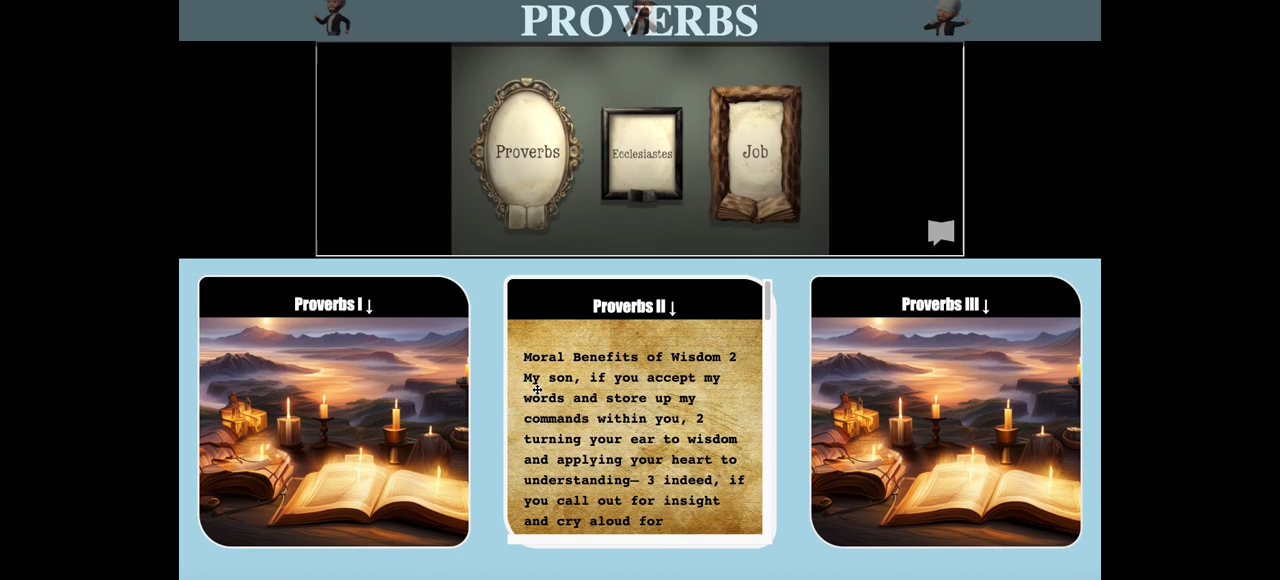 PROVERBS
Proverbs
Ecclesiastes
Job
Proverbs I ↓
Proverbs II ↓
Moral Benefits of Wisdom 2
My son, if you accept my
words and store up my
commands within you, 2
turning your ear to wisdom
and applying your heart to
understanding— 3 indeed, if
you call out for insight
and cry aloud for
Proverbs III ↓